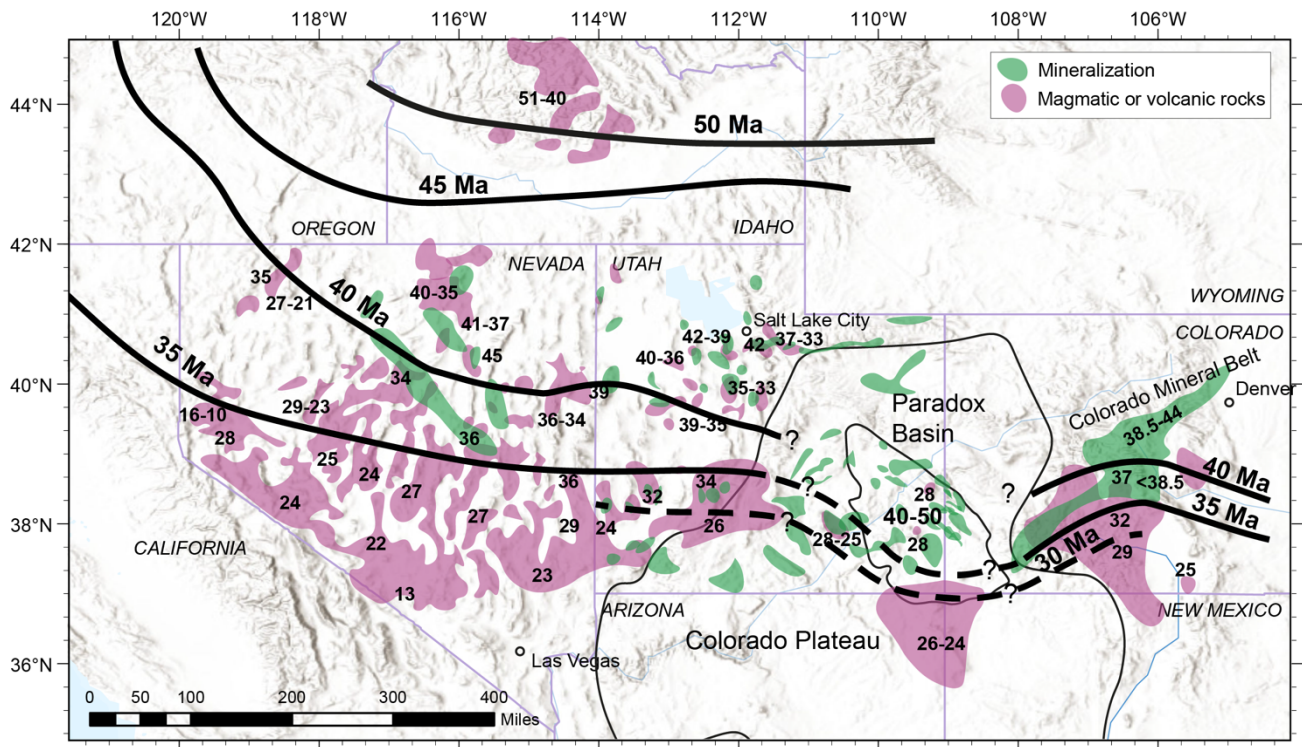 120°W 118°W 116°W 114°W 112°W 110°W 108°W 106°W
Mineralization
Magmatic or volcanic rocks
44°N
51-40
50 Ma
45 Ma
OREGON
IDAHO
42°N
NEVADA
UTAH
WYOMING
COLORADO
35
27-21
40 Ma
40-35
41-37
45
42-39
Salt Lake City
42
37-33
40-36
35-33
Colorado Mineral Belt
Denver
40°N
35 Ma
34
39
16-10
28
29-23
36-34
39-35
?
Paradox
Basin
38.5-44
36
25
24
27
36
34
32
?
28
?
37
<38.5
40 Ma
35 Ma
38°N
24
27
29
24
26
?
28-25
40-50
28
32
30 Ma
29
CALIFORNIA
22
23
13
?
?
25
ARIZONA
NEW MEXICO
Colorado Plateau
26-24
36°N
Las Vegas
0 50 100 200 300 400
Miles